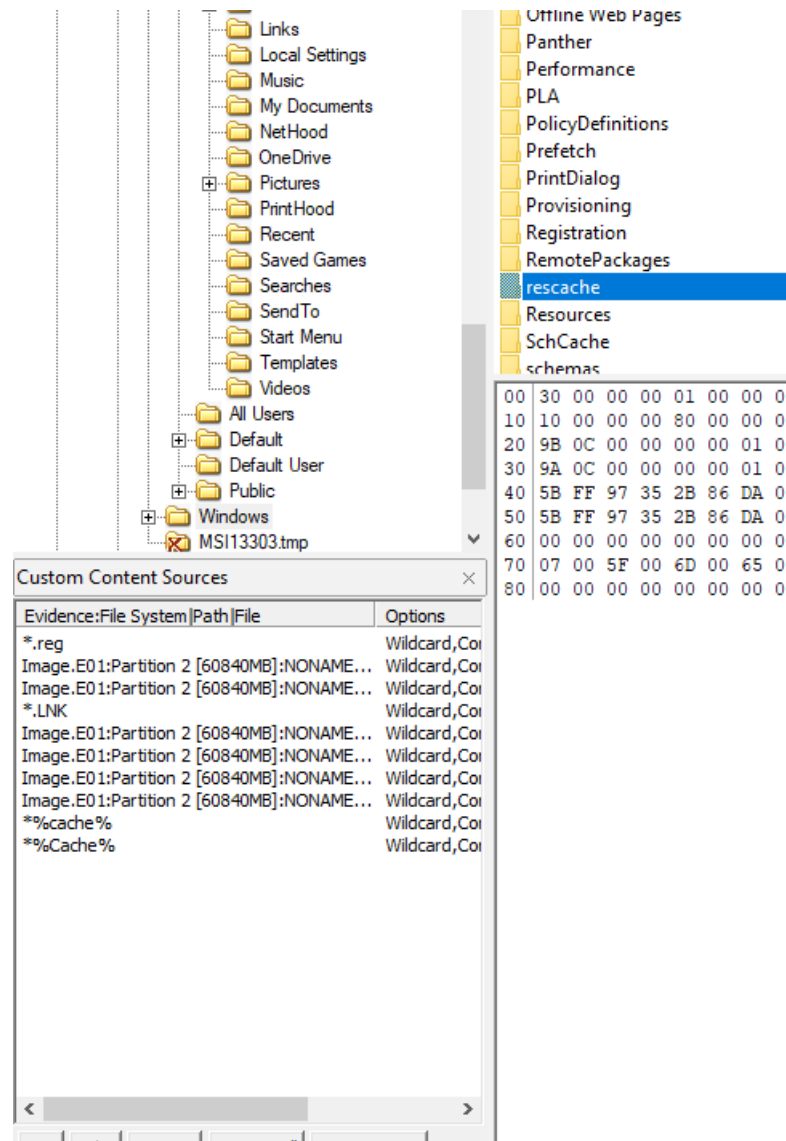 Links
Local Settings
Music
My Documents
NetHood
OneDrive
Pictures
PrintHood
Recent
Saved Games
Searches
SendTo
Start Menu
Templates
Videos
All Users
Default
Default User
Public
Windows
MSI13303.tmp
Offline Web Pages
Panther
Performance
PLA
PolicyDefinitions
Prefetch
PrintDialog
Provisioning
Registration
RemotePackages
rescache
Resources
SchCache
schemas
00 30 00 00 00 01 00 00 0
10 10 00 00 00 80 00 00 0
20 9B 0C 00 00 00 00 01 0
30 9A 0C 00 00 00 00 01 0
40 5B FF 97 35 2B 86 DA 0
50 5B FF 97 35 2B 86 DA 0
60 00 00 00 00 00 00 00 0
70 07 00 5F 00 6D 00 65 0
80 00 00 00 00 00 00 00 0
Custom Content Sources
Evidence:File System|Path|File Options
*.reg Wildcard,Co
Image.E01:Partition 2 [60840MB]:NONAME... Wildcard,Co
Image.E01:Partition 2 [60840MB]:NONAME... Wildcard,Co
*.LNK Wildcard,Co
Image.E01:Partition 2 [60840MB]:NONAME... Wildcard,Co
Image.E01:Partition 2 [60840MB]:NONAME... Wildcard,Co
Image.E01:Partition 2 [60840MB]:NONAME... Wildcard,Co
Image.E01:Partition 2 [60840MB]:NONAME... Wildcard,Co
*%cache% Wildcard,Co
*%Cache% Wildcard,Co